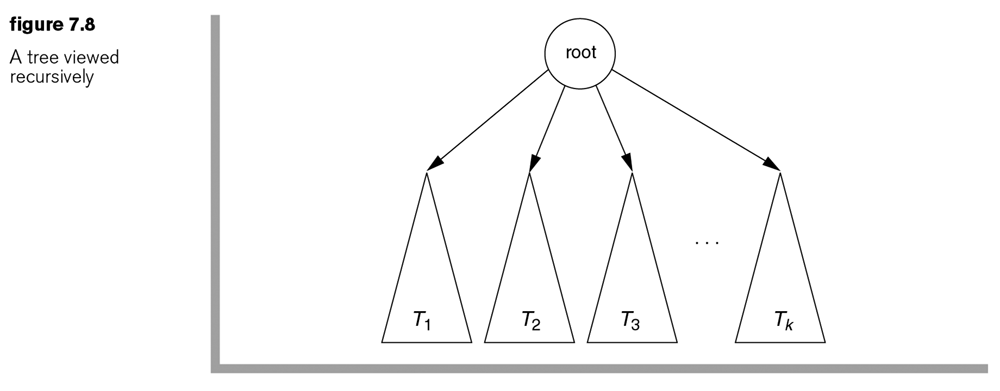 figure 7.8
A tree viewed
recursively
root
. . .
T1
T2
T3
Tk